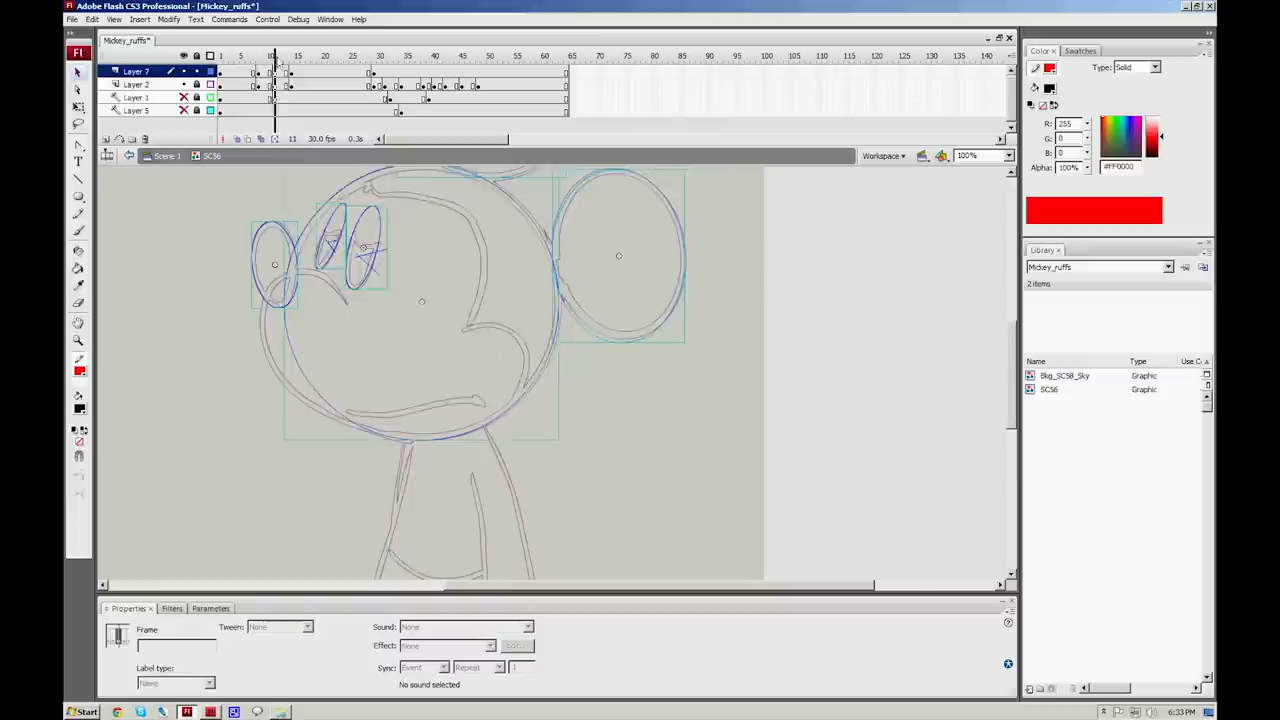 Adobe Flash CS3 Professional - [Mickey_ruffs*]
File Edit View Insert Modify Text Commands Control Debug Window Help
Mickey_ruffs*
1 5 10 15 20 25 30 35 40 45 50 55 60 65 70 75 80 85 90 95 100 105 110 115 120 125 130 135 140
Layer 7
Layer 2
Layer 1
Layer 5
11 30.0 fps 0.3s
Scene 1 SC56
Workspace 100%
Color Swatches
Type: Solid
R: 255
G: 0
B: 0
Alpha: 100% #FF0000
Library
Mickey_ruffs
2 items
Name Type Use C
Bkg_SC58_Sky Graphic
SC56 Graphic
Properties Filters Parameters
Frame
Tween: None
Sound: None
Effect: None
Label type:
Name
Sync: Event Repeat 1
No sound selected
Start
6:33 PM